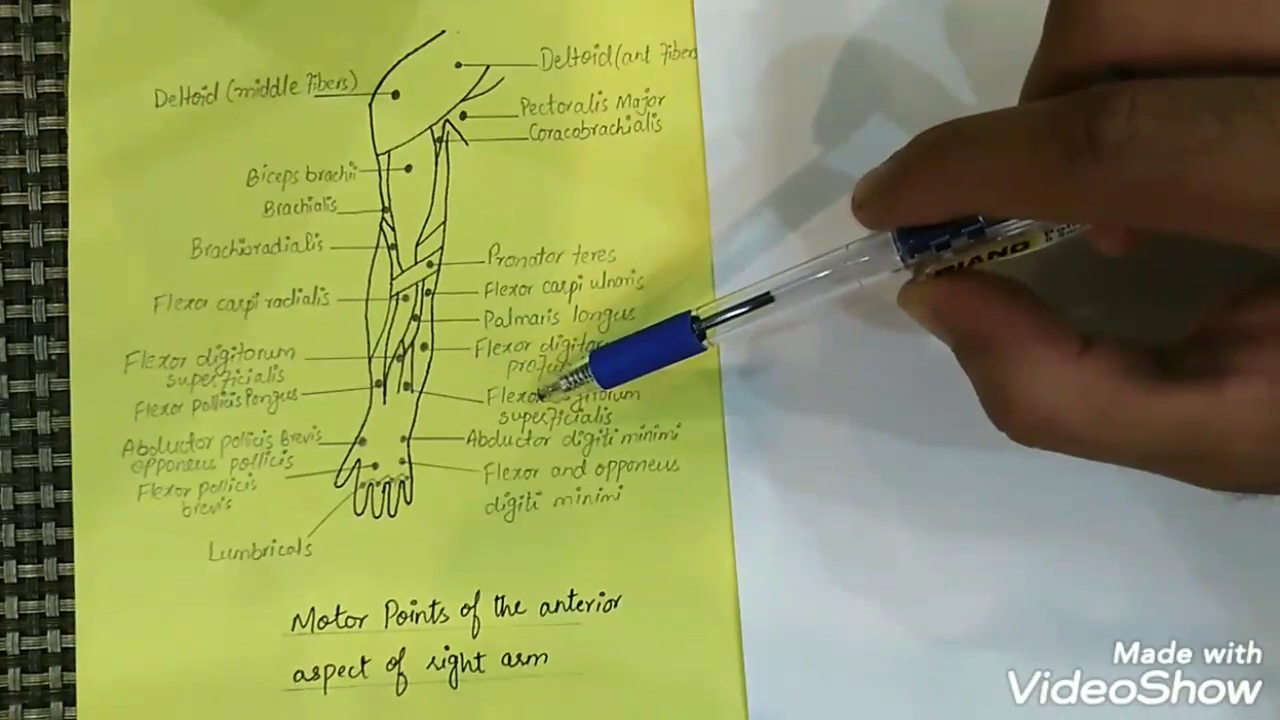 Deltoid (ant fibers
Deltoid (middle fibers)
Pectoralis Major
Coracobrachialis
Biceps brachii
Brachialis
Brachioradialis
Pronator teres
Flexor carpi ulnaris
Flexor carpi radialis
Palmaris longus
Flexor digitorum
superficialis
Flexor
Flexor pollicis longus
superficialis
Abductor pollicis Brevis
opponeus pollicis
Flexor pollicis
brevis
Abductor digiti minimi
Flexor and opponeus
digiti minimi
Lumbricals
Motor Points of the anterior
aspect of right arm
PIANO
Made with
VideoShow